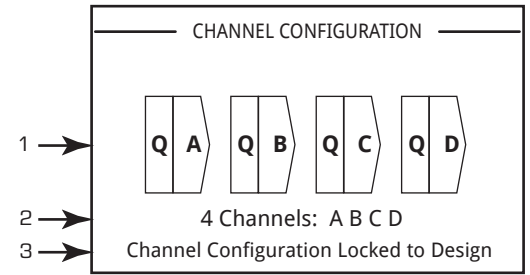 CHANNEL CONFIGURATION
1 Q A Q B Q C Q D
2 4 Channels: A B C D
3 Channel Configuration Locked to Design